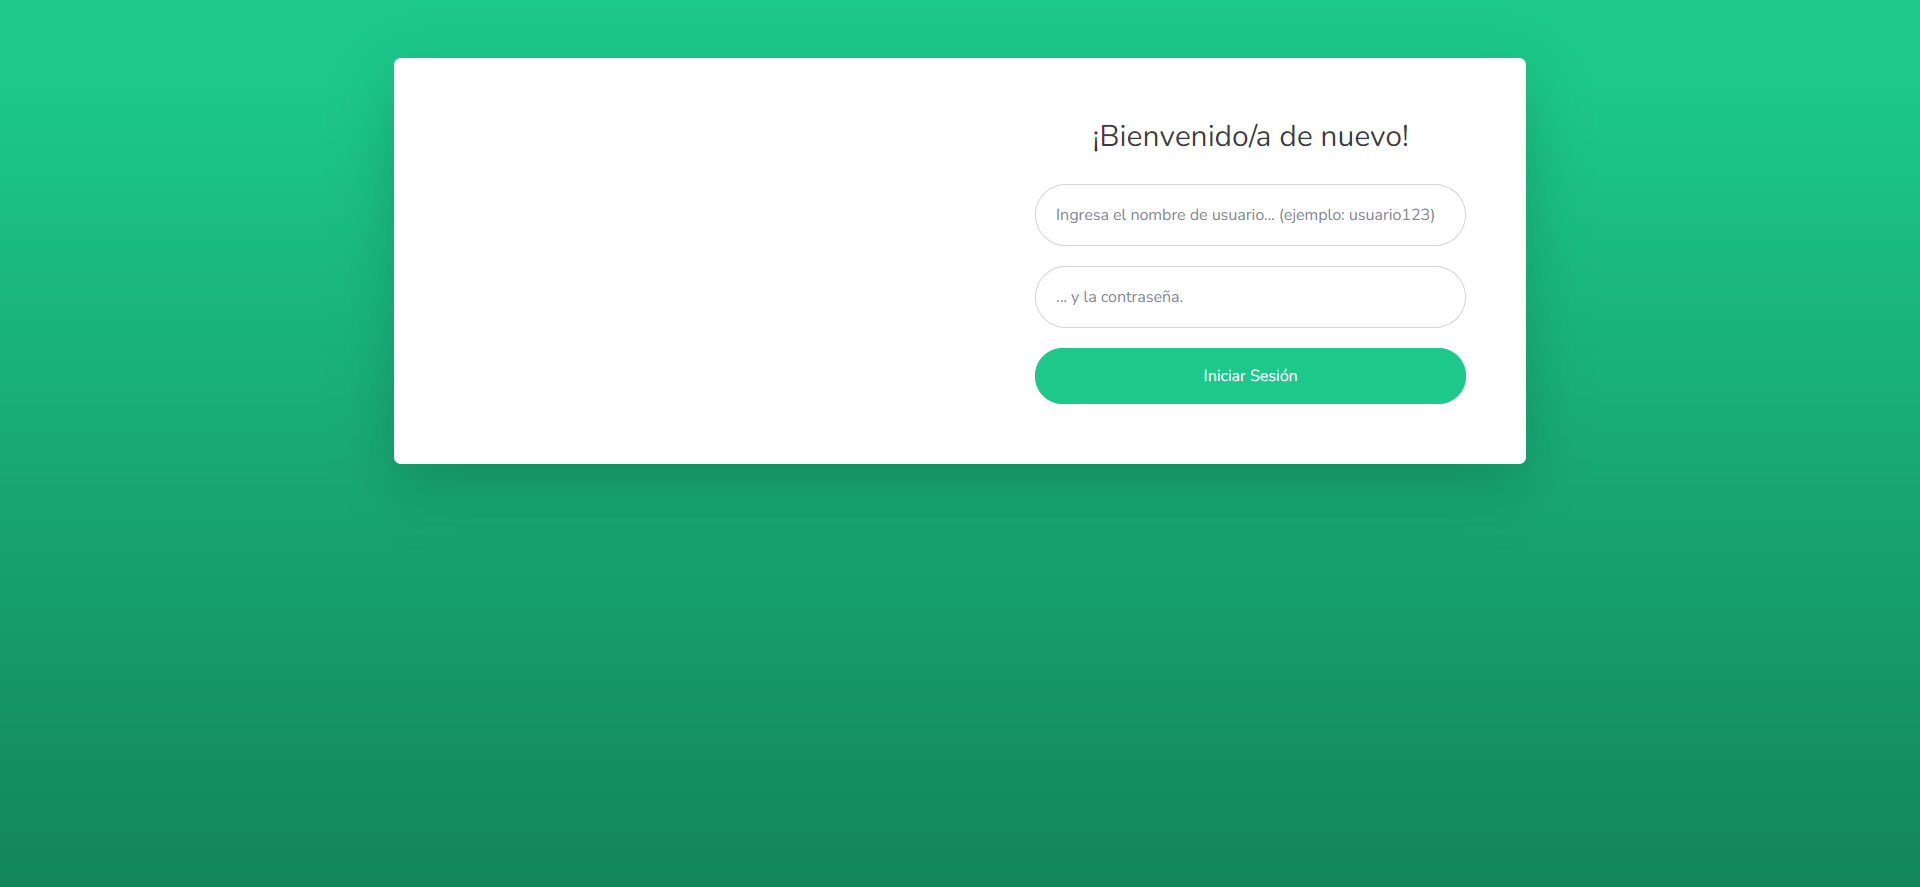 ¡Bienvenido/a de nuevo!
Ingresa el nombre de usuario... (ejemplo: usuario123)
... y la contraseña.
Iniciar Sesión